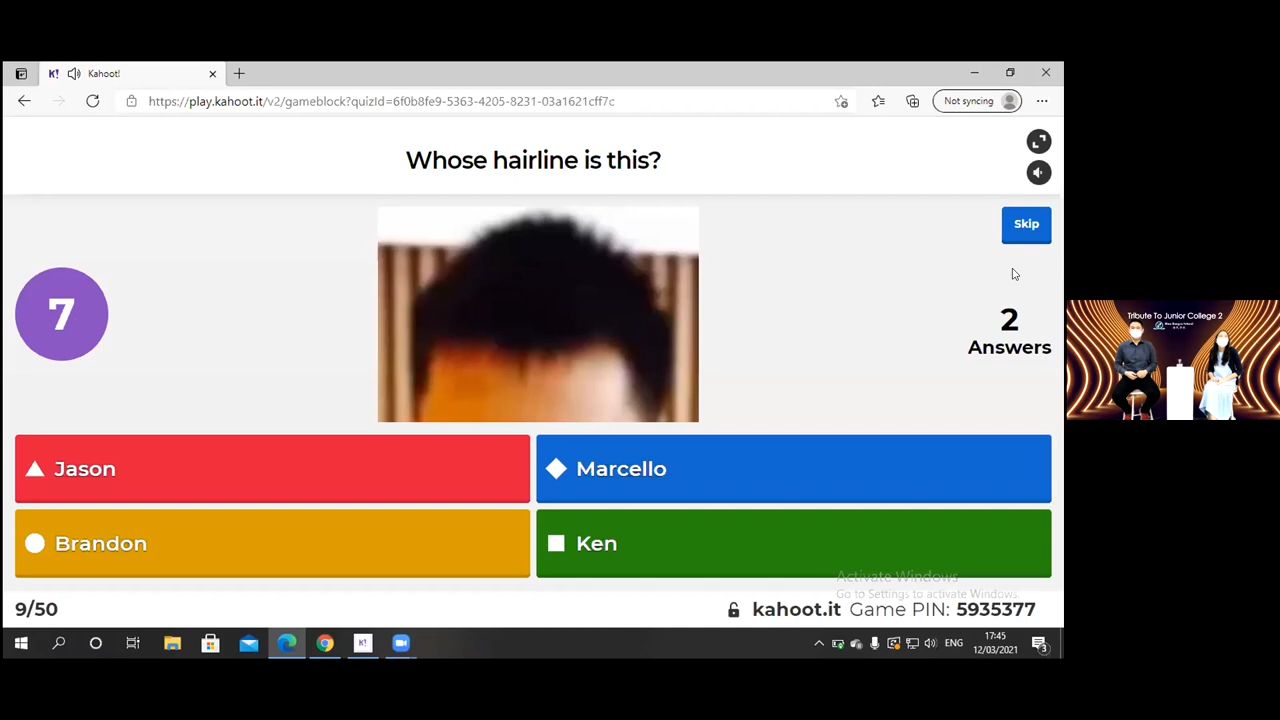 Kahoot!
https://play.kahoot.it/v2/gameblock?quizId=6f0b8fe9-5363-4205-8231-03a1621cff7c
Not syncing
Whose hairline is this?
Skip
7
2
Answers
Tribute To Junior College 2
Jason
Marcello
Brandon
Ken
Activate Windows
Go to Settings to activate Windows.
9/50
kahoot.it Game PIN: 5935377
ENG
17:45
12/03/2021
3